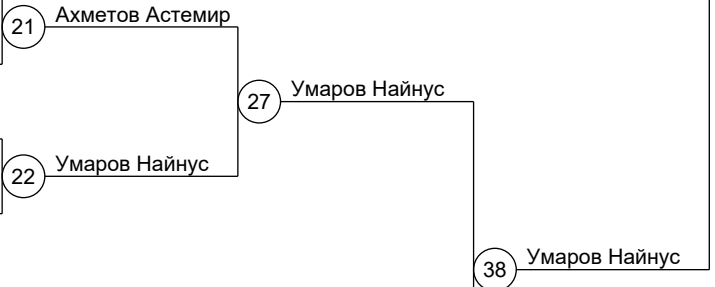 21 Ахметов Астемир
27 Умаров Найнус
22 Умаров Найнус
38 Умаров Найнус